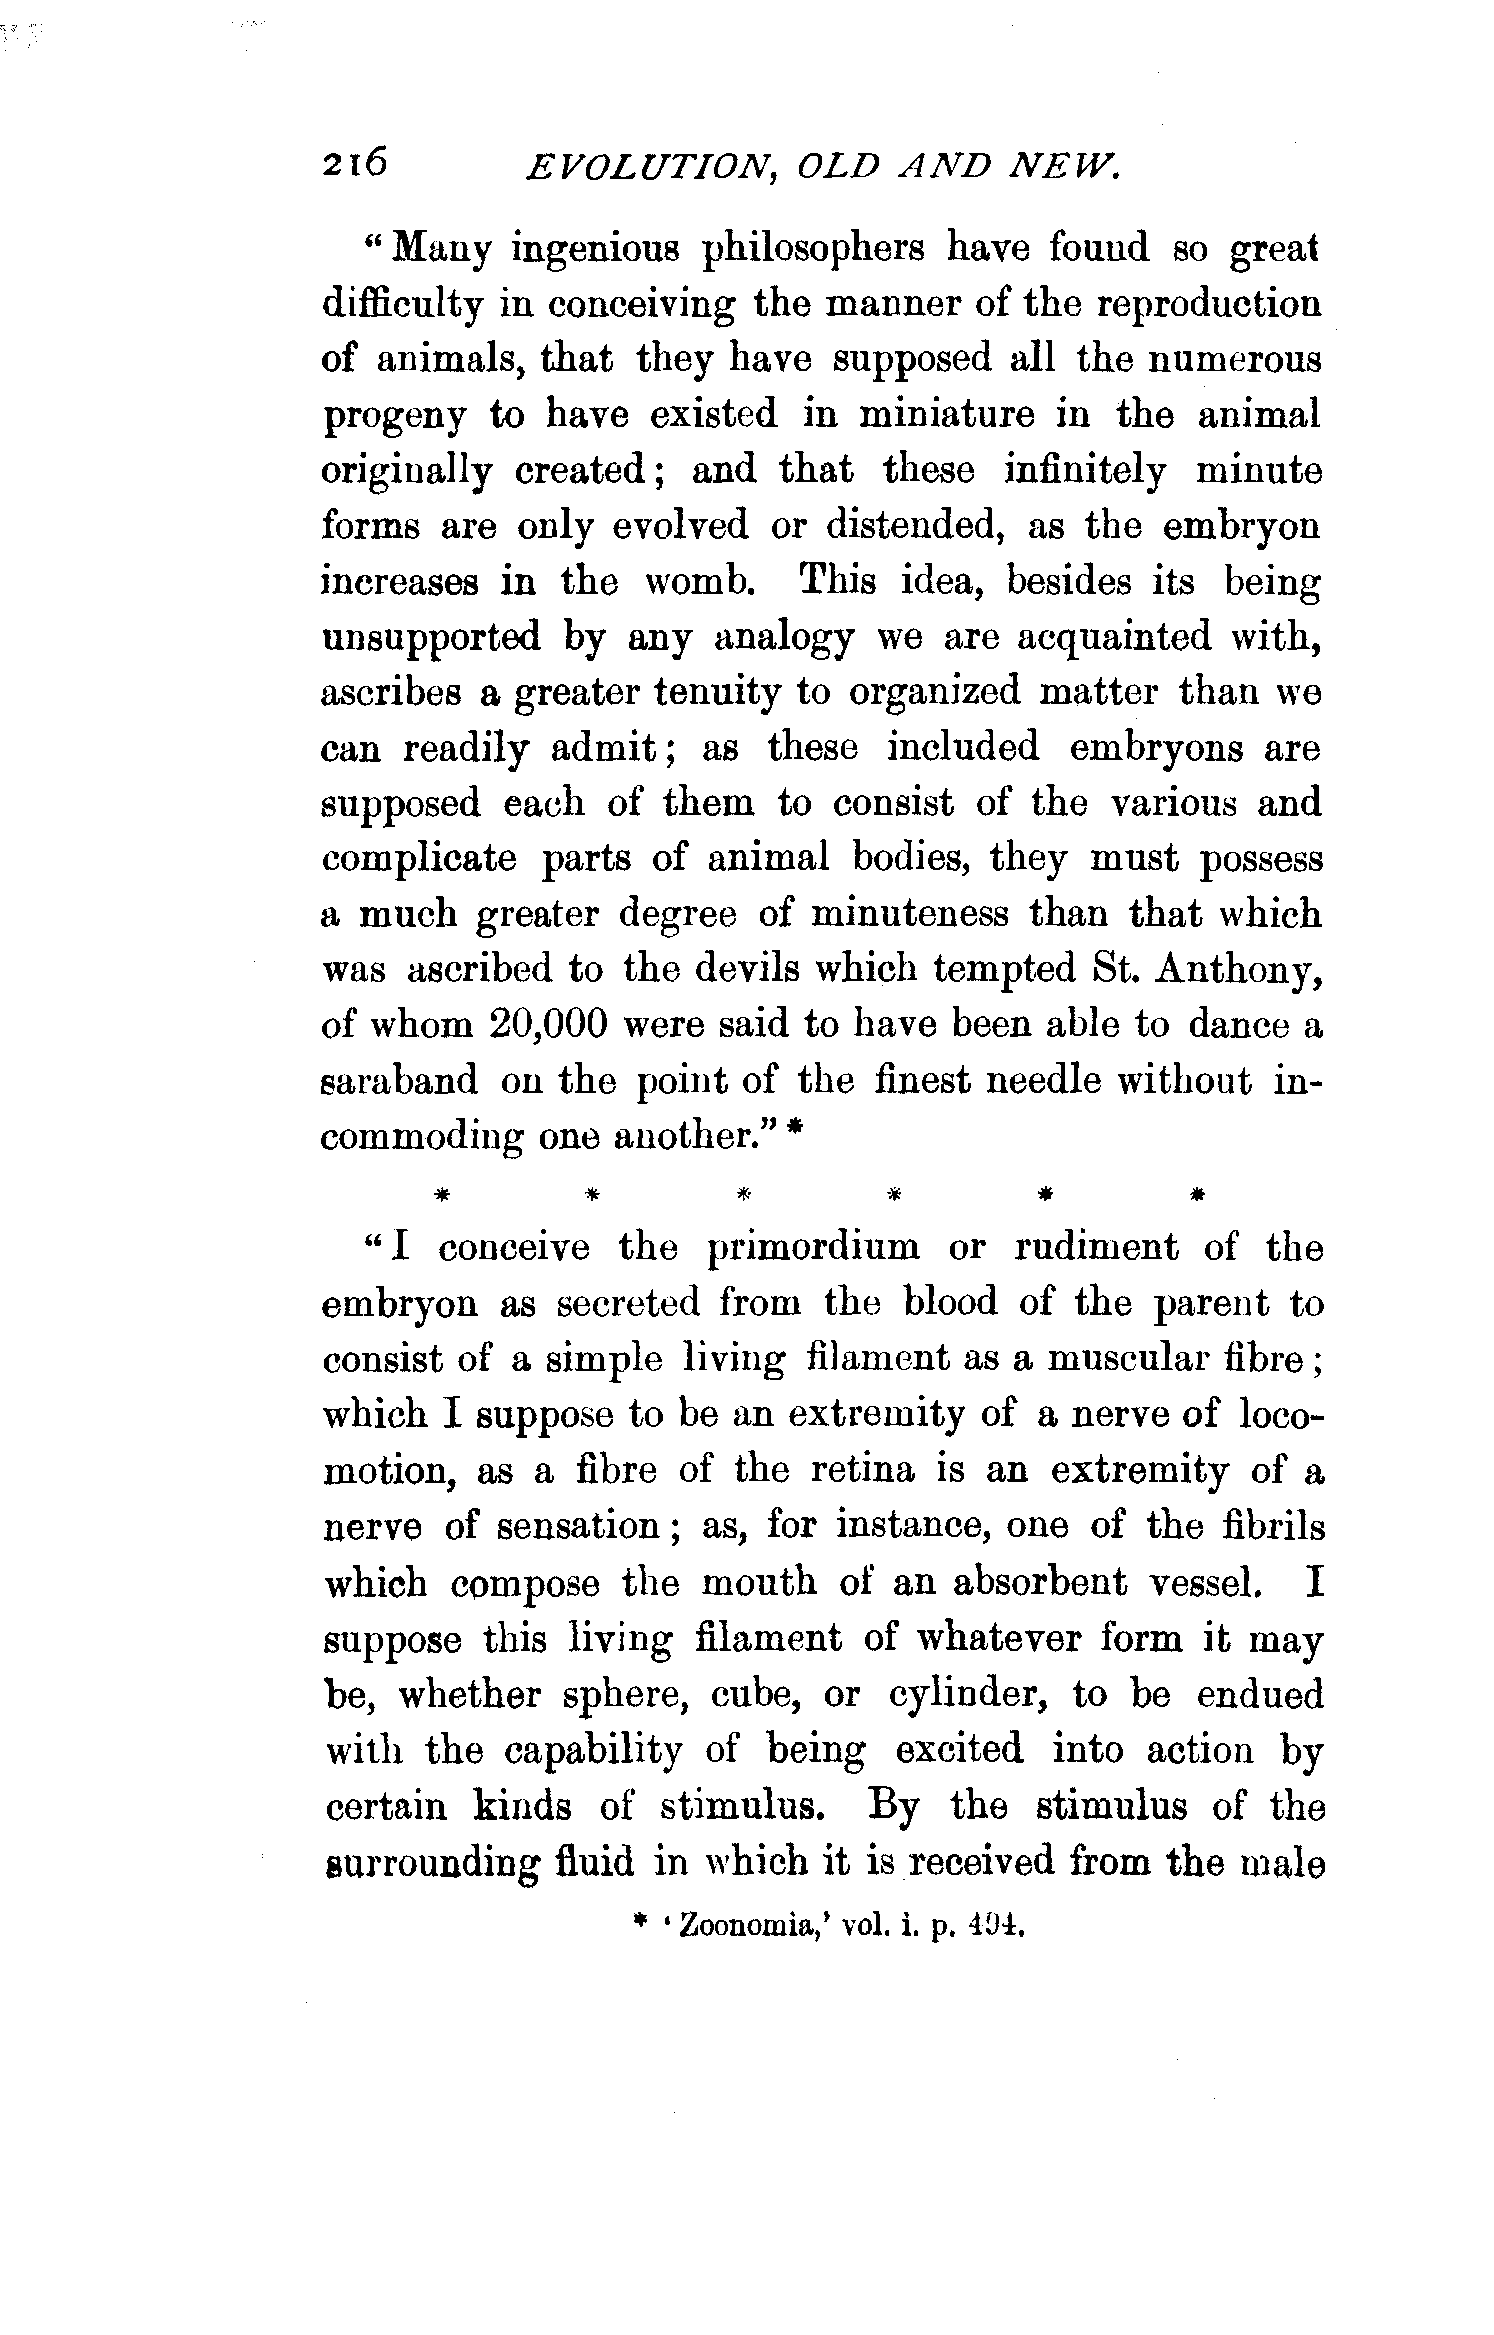 216 EVOLUTION, OLD AND NEW.
“Many ingenious philosophers have found so great
difficulty in conceiving the manner of the reproduction
of animals, that they have supposed all the numerous
progeny to have existed in miniature in the animal
originally created; and that these infinitely minute
forms are only evolved or distended, as the embryon
increases in the womb. This idea, besides its being
unsupported by any analogy we are acquainted with,
ascribes a greater tenuity to organized matter than we
can readily admit; as these included embryons are
supposed each of them to consist of the various and
complicate parts of animal bodies, they must possess
a much greater degree of minuteness than that which
was ascribed to the devils which tempted St. Anthony,
of whom 20,000 were said to have been able to dance a
saraband on the point of the finest needle without in-
commoding one another.” *
* * * * * *
“I conceive the primordium or rudiment of the
embryon as secreted from the blood of the parent to
consist of a simple living filament as a muscular fibre;
which I suppose to be an extremity of a nerve of loco-
motion, as a fibre of the retina is an extremity of a
nerve of sensation; as, for instance, one of the fibrils
which compose the mouth of an absorbent vessel. I
suppose this living filament of whatever form it may
be, whether sphere, cube, or cylinder, to be endued
with the capability of being excited into action by
certain kinds of stimulus. By the stimulus of the
surrounding fluid in which it is received from the male
* ‘Zoonomia,’ vol. i. p. 494.